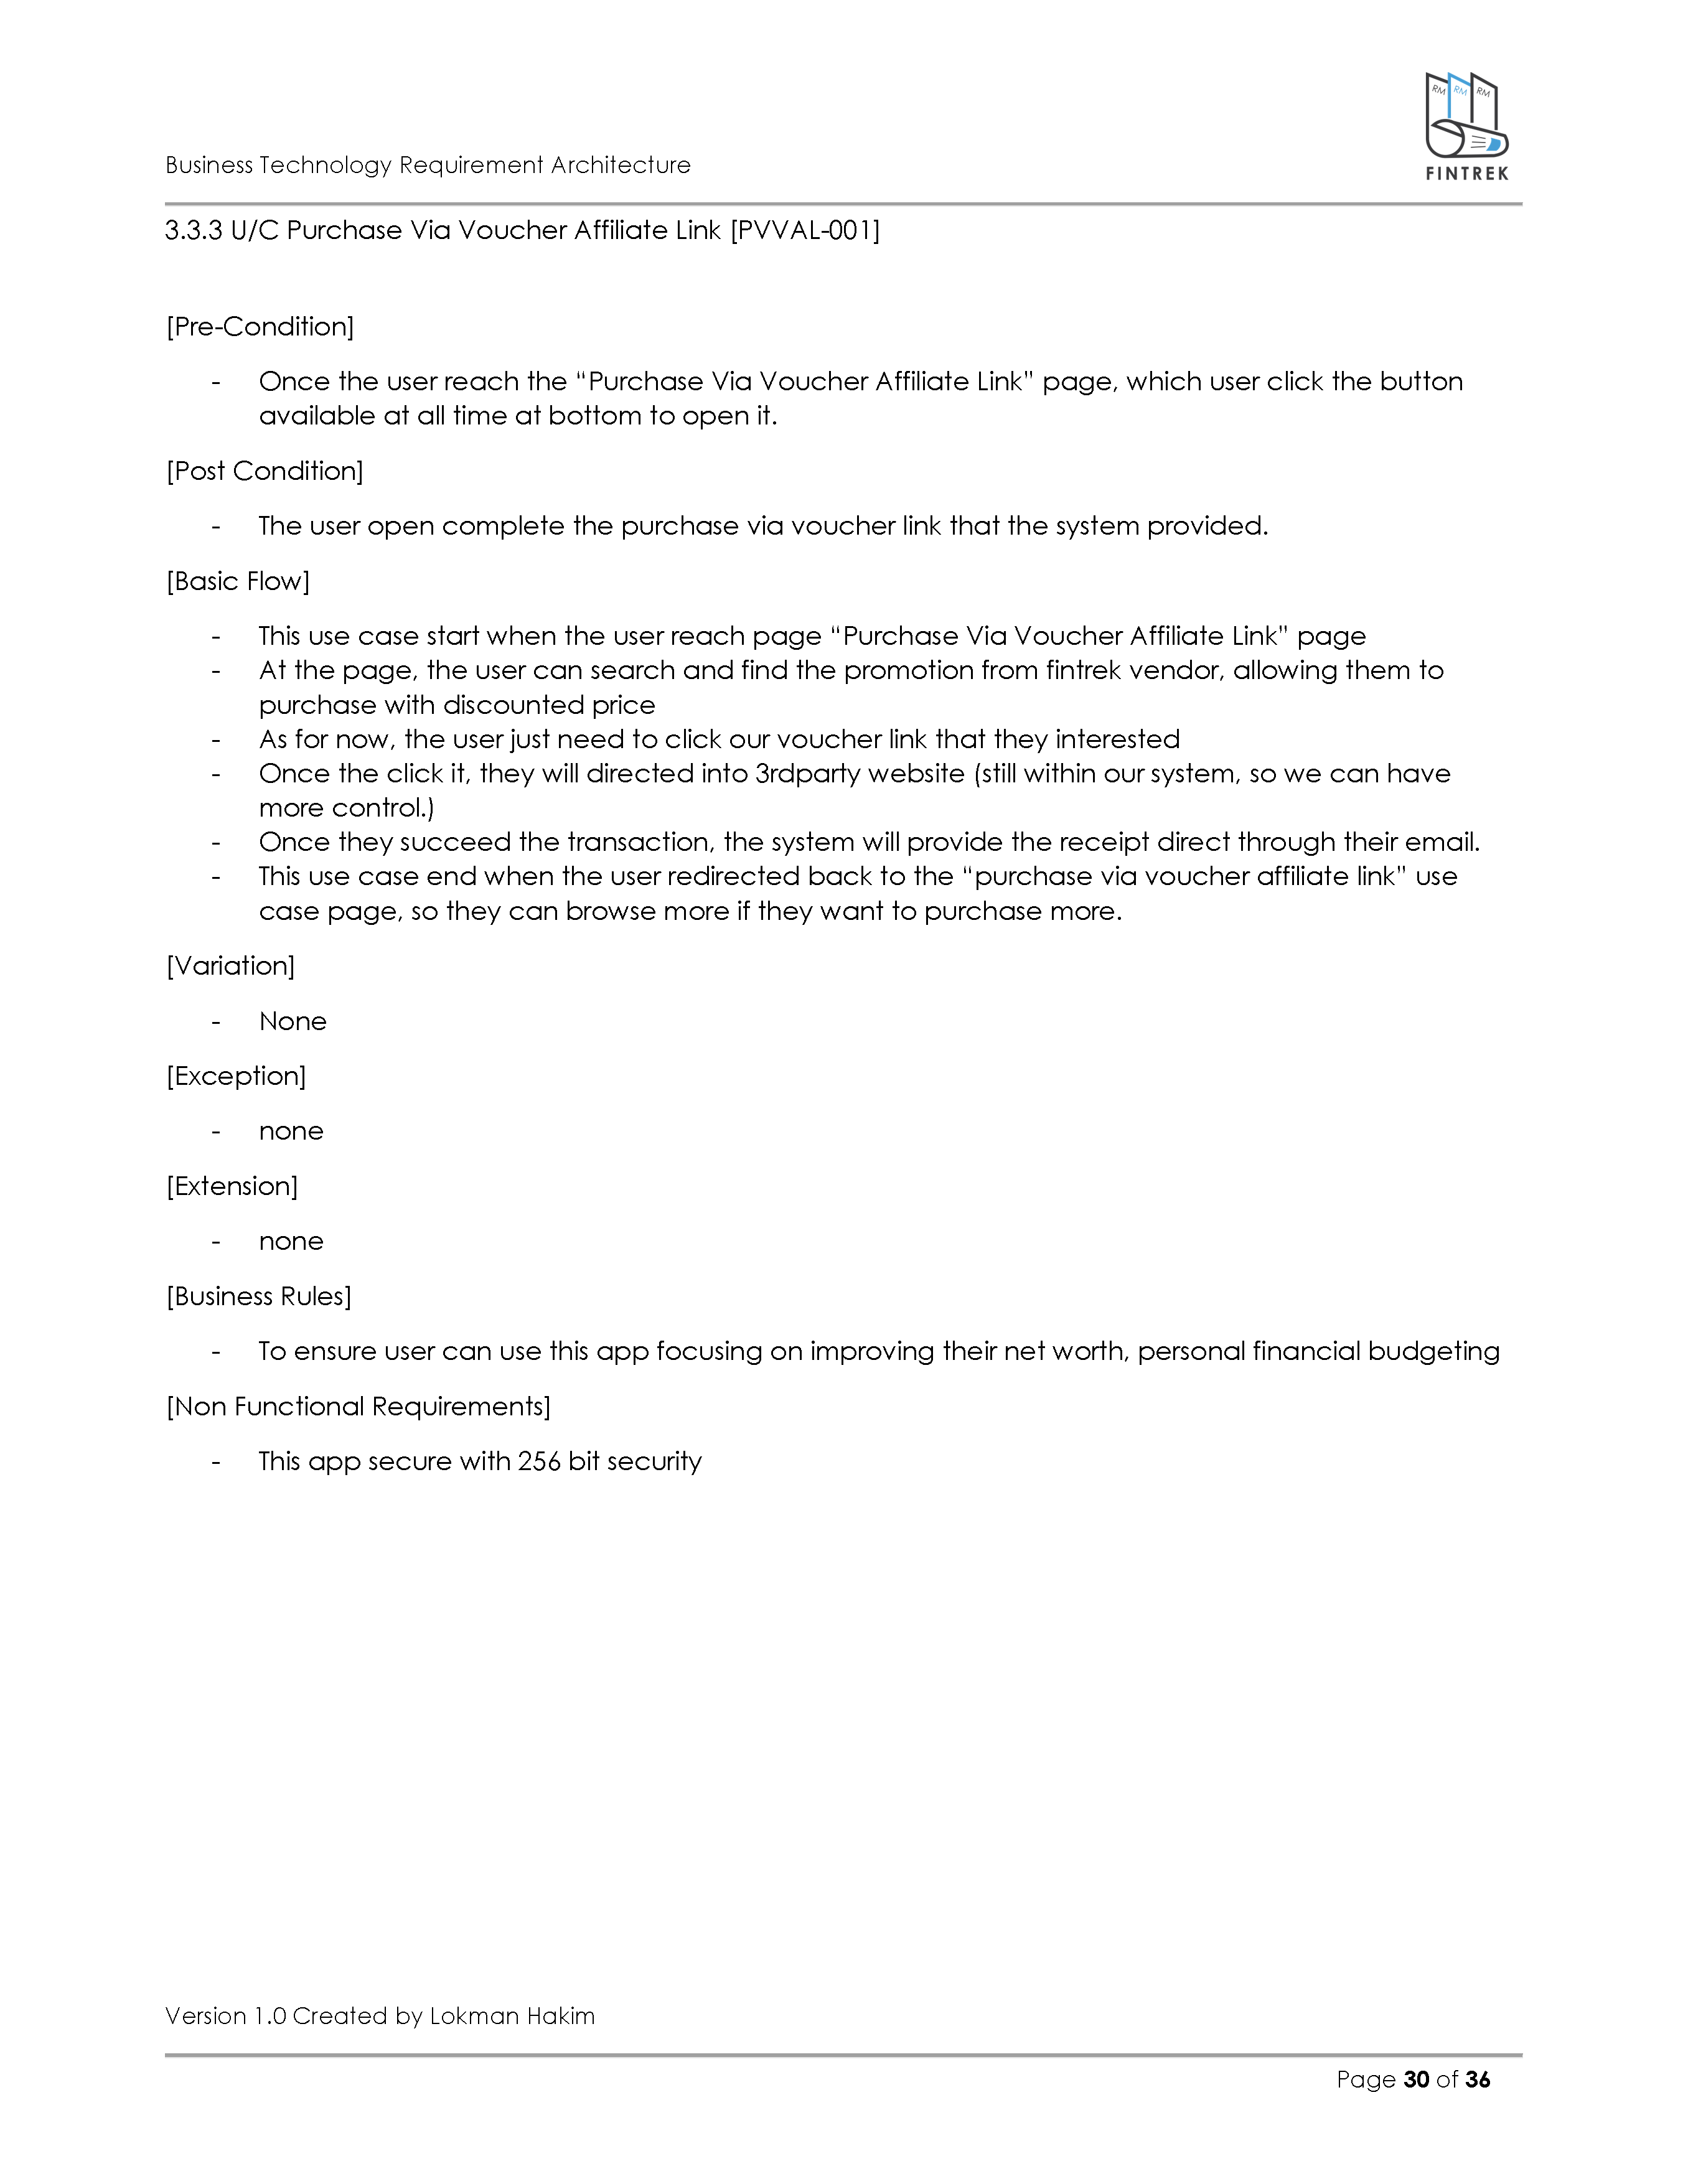 RM RM RM
FINTREK
Business Technology Requirement Architecture
3.3.3 U/C Purchase Via Voucher Affiliate Link [PVVAL-001]
[Pre-Condition]
- Once the user reach the “Purchase Via Voucher Affiliate Link” page, which user click the button
available at all time at bottom to open it.
[Post Condition]
- The user open complete the purchase via voucher link that the system provided.
[Basic Flow]
- This use case start when the user reach page “Purchase Via Voucher Affiliate Link” page
- At the page, the user can search and find the promotion from fintrek vendor, allowing them to
purchase with discounted price
- As for now, the user just need to click our voucher link that they interested
- Once the click it, they will directed into 3rdparty website (still within our system, so we can have
more control.)
- Once they succeed the transaction, the system will provide the receipt direct through their email.
- This use case end when the user redirected back to the “purchase via voucher affiliate link” use
case page, so they can browse more if they want to purchase more.
[Variation]
- None
[Exception]
- none
[Extension]
- none
[Business Rules]
- To ensure user can use this app focusing on improving their net worth, personal financial budgeting
[Non Functional Requirements]
- This app secure with 256 bit security
Version 1.0 Created by Lokman Hakim
Page 30 of 36